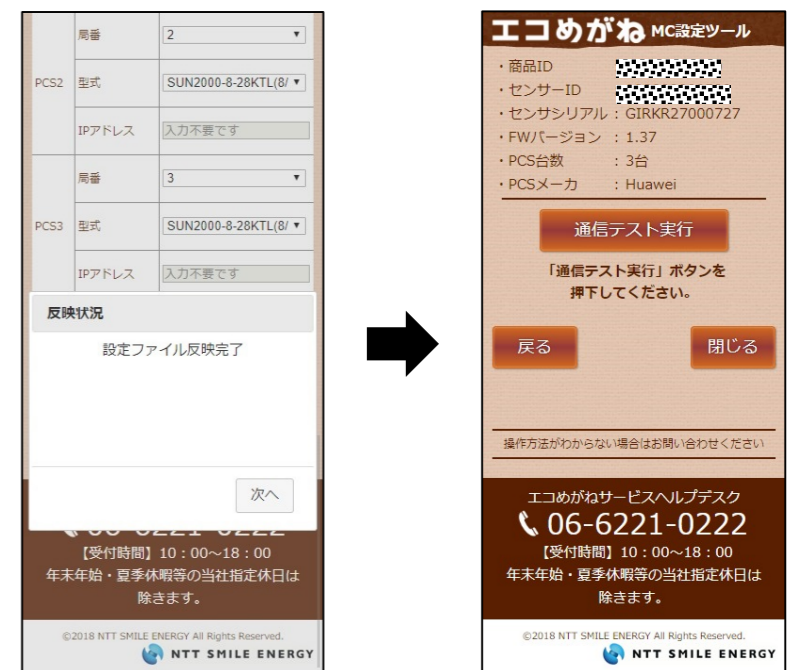 局番
2
PCS2
型式
SUN2000-8-28KTL(8/
IPアドレス
入力不要です
局番
3
PCS3
型式
SUN2000-8-28KTL(8/
IPアドレス
入力不要です
反映状況
設定ファイル反映完了
次へ
06-6221-0222
【受付時間】10：00～18：00
年末年始・夏季休暇等の当社指定休日は
除きます。
©2018 NTT SMILE ENERGY All Rights Reserved.
NTT SMILE ENERGY
エコめがね MC設定ツール
・商品ID
・センサーID
・センサシリアル：GIRKR27000727
・FWバージョン ：1.37
・PCS台数 ：3台
・PCSメーカ ：Huawei
通信テスト実行
「通信テスト実行」ボタンを
押下してください。
戻る 閉じる
操作方法がわからない場合はお問い合わせください
エコめがねサービスヘルプデスク
06-6221-0222
【受付時間】10：00～18：00
年末年始・夏季休暇等の当社指定休日は
除きます。
©2018 NTT SMILE ENERGY All Rights Reserved.
NTT SMILE ENERGY